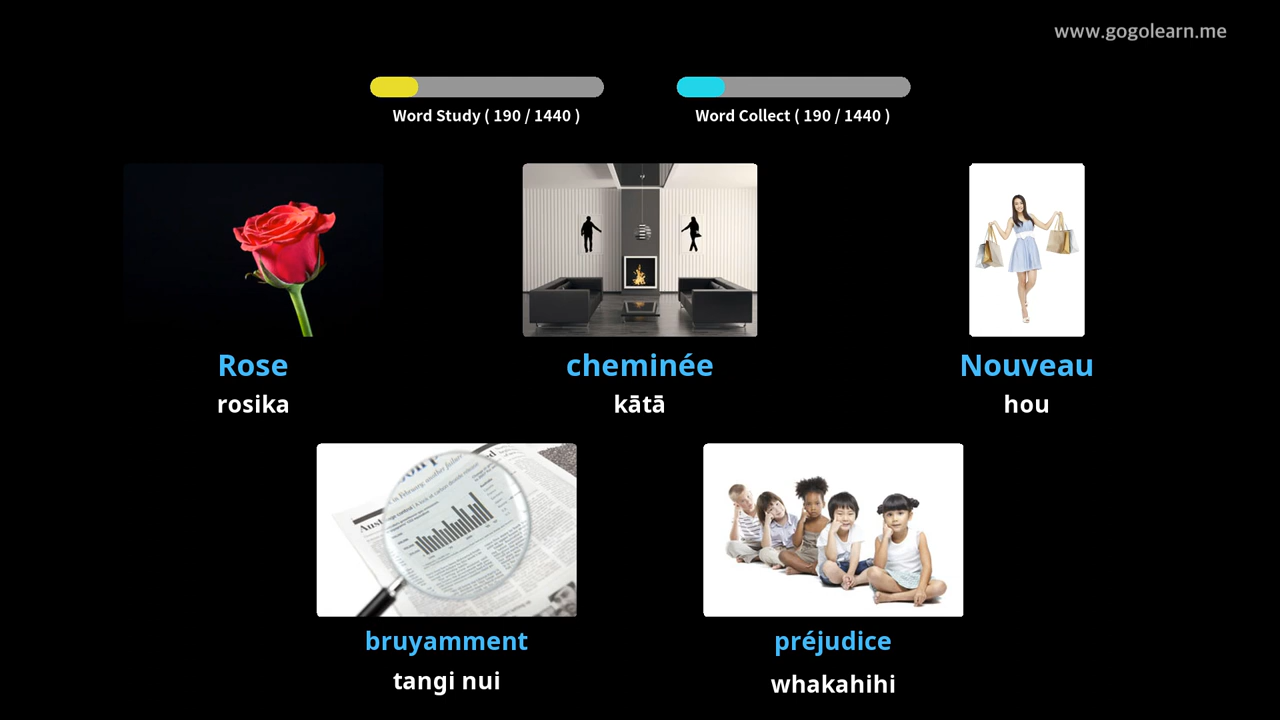 www.gogolearn.me
Word Study ( 190 / 1440 )
Word Collect ( 190 / 1440 )
Rose
rosika
cheminée
kātā
Nouveau
hou
bruyamment
tangi nui
préjudice
whakahihi